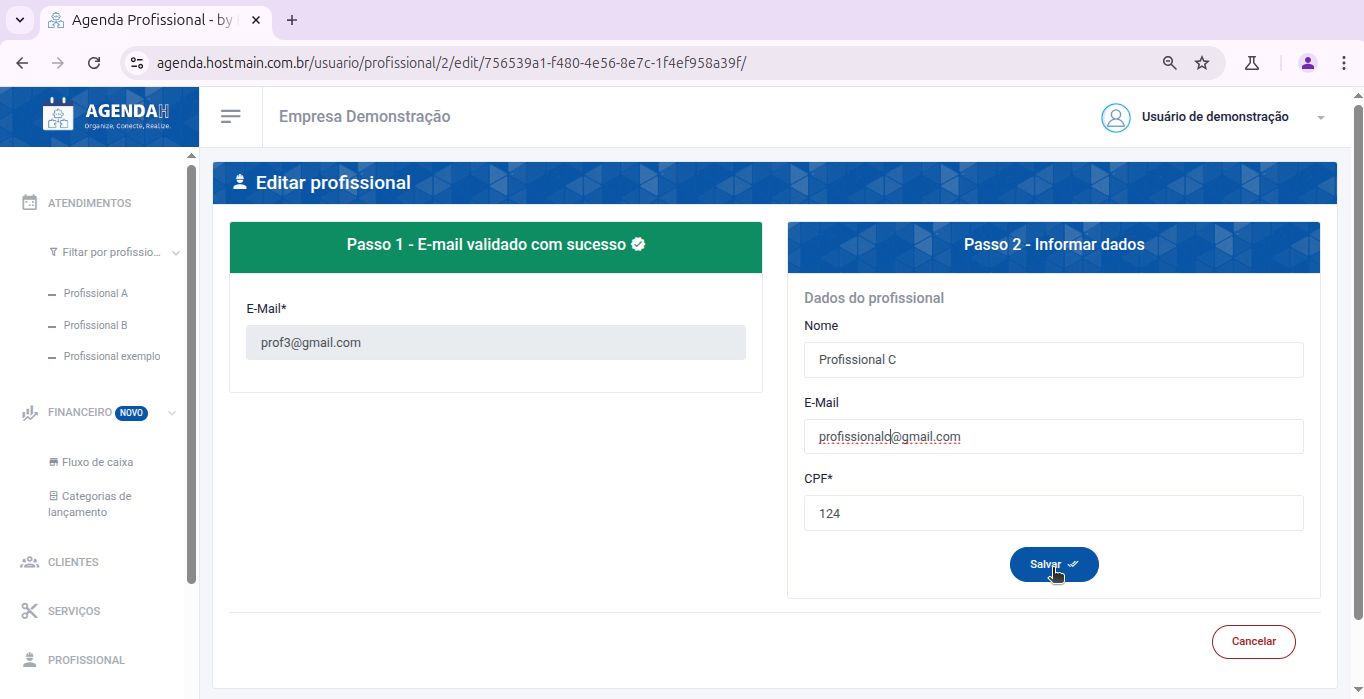 Agenda Profissional - by
agenda.hostmain.com.br/usuario/profissional/2/edit/756539a1-f480-4e56-8e7c-1f4ef958a39f/
AGENDAH
Organize, Conecte, Realize.
Empresa Demonstração
Usuário de demonstração
ATENDIMENTOS
Filtar por profissio...
Profissional A
Profissional B
Profissional exemplo
FINANCEIRO NOVO
Fluxo de caixa
Categorias de
lançamento
CLIENTES
SERVIÇOS
PROFISSIONAL
Editar profissional
Passo 1 - E-mail validado com sucesso
E-Mail*
prof3@gmail.com
Passo 2 - Informar dados
Dados do profissional
Nome
Profissional C
E-Mail
profissionalc@gmail.com
CPF*
124
Salvar
Cancelar